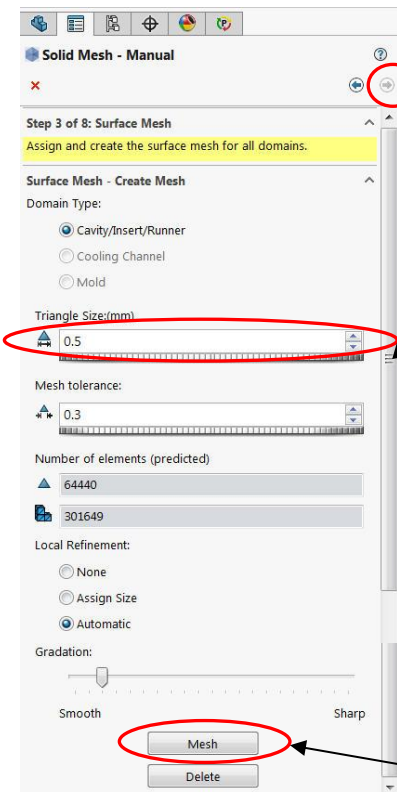 Solid Mesh - Manual
Step 3 of 8: Surface Mesh
Assign and create the surface mesh for all domains.
Surface Mesh - Create Mesh
Domain Type:
Cavity/Insert/Runner
Cooling Channel
Mold
Triangle Size:(mm)
0.5
Mesh tolerance:
0.3
Number of elements (predicted)
64440
301649
Local Refinement:
None
Assign Size
Automatic
Gradation:
Smooth Sharp
Mesh
Delete